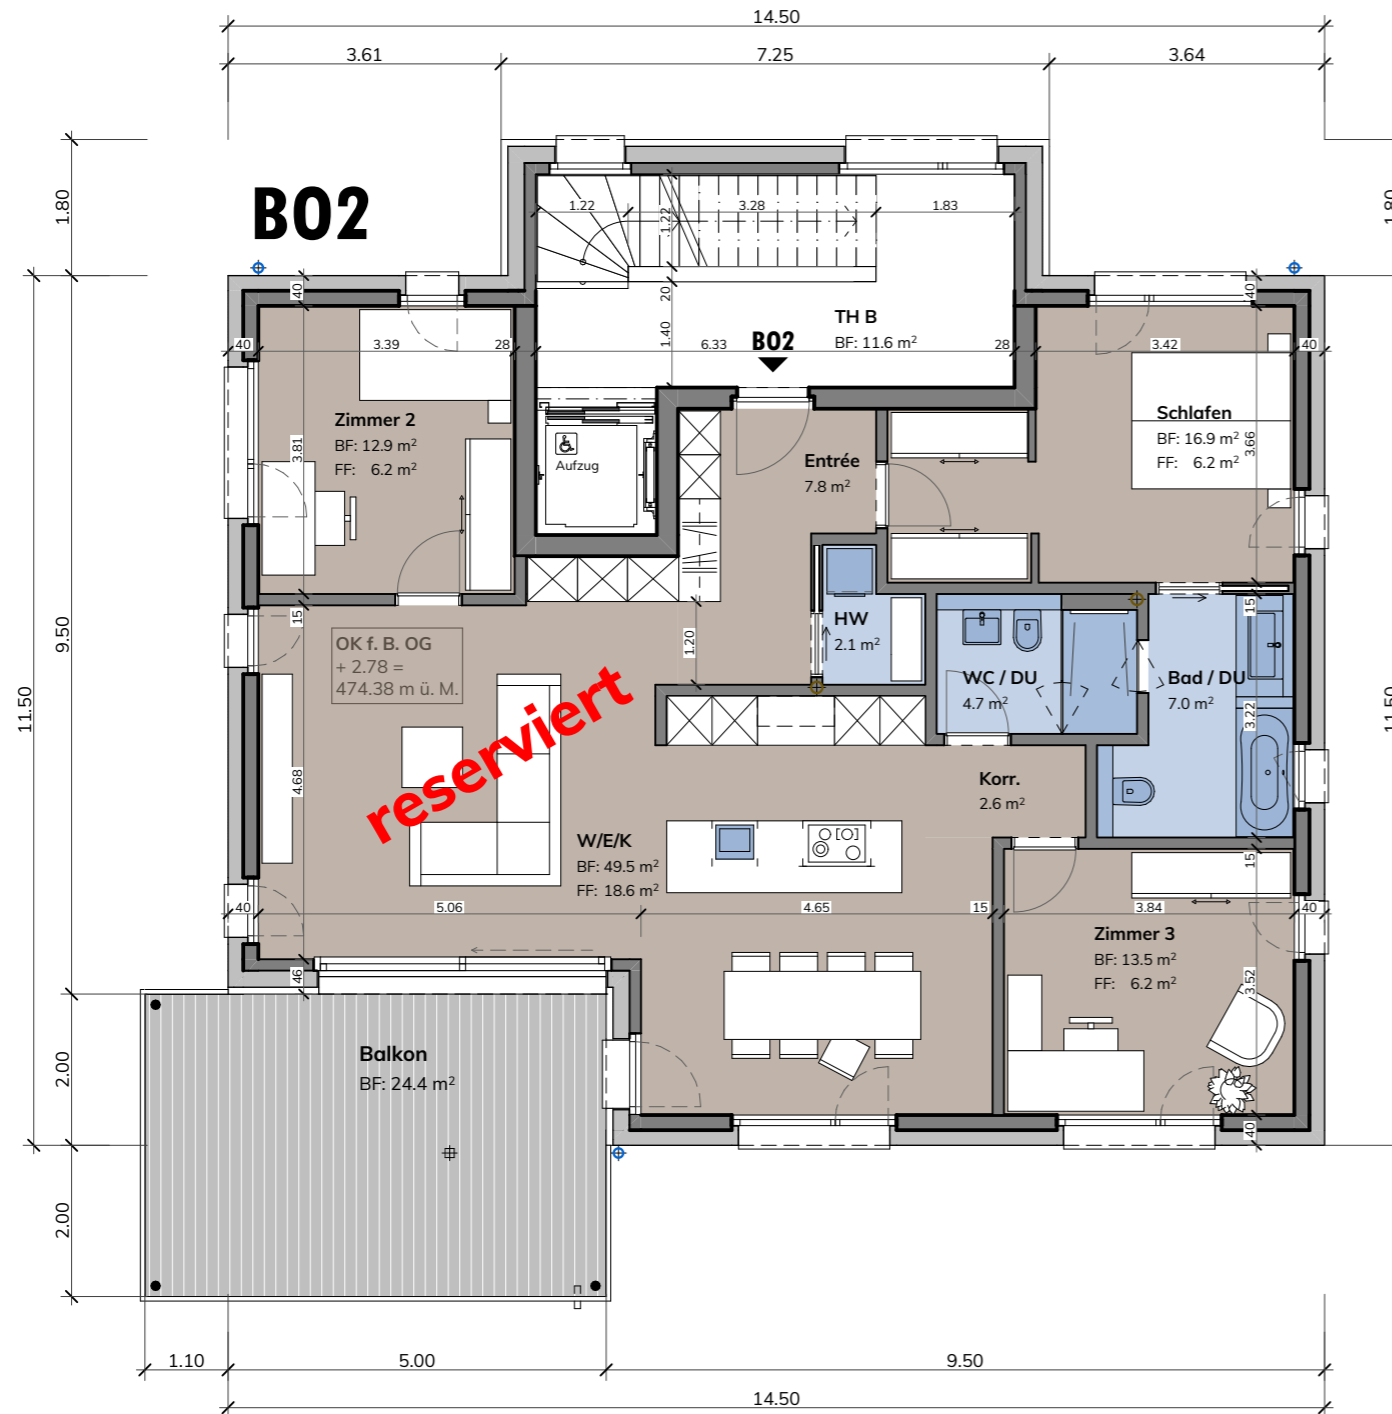 14.50
3.61
7.25
3.64
1.80
1.80
B02
1.22
3.28
1.83
1.22
20
1.40
40
40
TH B
BF: 11.6 m²
B02
40
3.39
28
6.33
28
3.42
40
Zimmer 2
BF: 12.9 m²
FF: 6.2 m²
3.81
Aufzug
Entrée
7.8 m²
Schlafen
BF: 16.9 m²
FF: 6.2 m²
3.66
9.50
11.50
11.50
15
OK f. B. OG
+ 2.78 =
474.38 m ü. M.
1.20
HW
2.1 m²
15
WC / DU
4.7 m²
Bad / DU
7.0 m²
3.22
reserviert
4.68
Korr.
2.6 m²
W/E/K
BF: 49.5 m²
FF: 18.6 m²
15
40
5.06
4.65
15
3.84
40
Zimmer 3
BF: 13.5 m²
FF: 6.2 m²
3.52
46
Balkon
BF: 24.4 m²
2.00
2.00
40
1.10
5.00
9.50
14.50